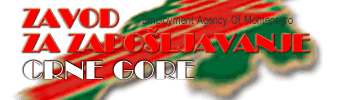 ZAVOD
Employment Agency Of Montenegro
ZA ZAPOŠLJAVANJE
CRNE GORE